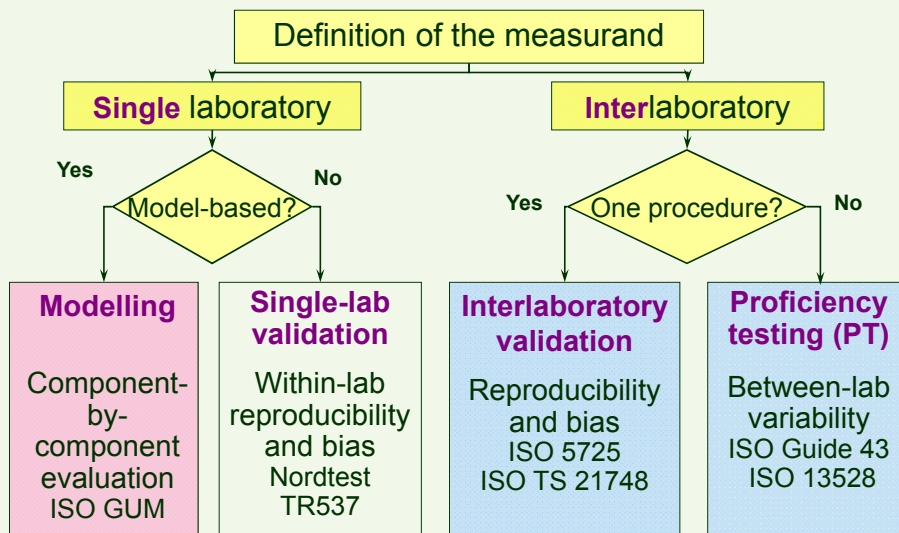 Definition of the measurand
Single laboratory
Interlaboratory
Yes
No
Model-based?
Yes
No
One procedure?
Modelling
Component-
by-
component
evaluation
ISO GUM
Single-lab
validation
Within-lab
reproducibility
and bias
Nordtest
TR537
Interlaboratory
validation
Reproducibility
and bias
ISO 5725
ISO TS 21748
Proficiency
testing (PT)
Between-lab
variability
ISO Guide 43
ISO 13528